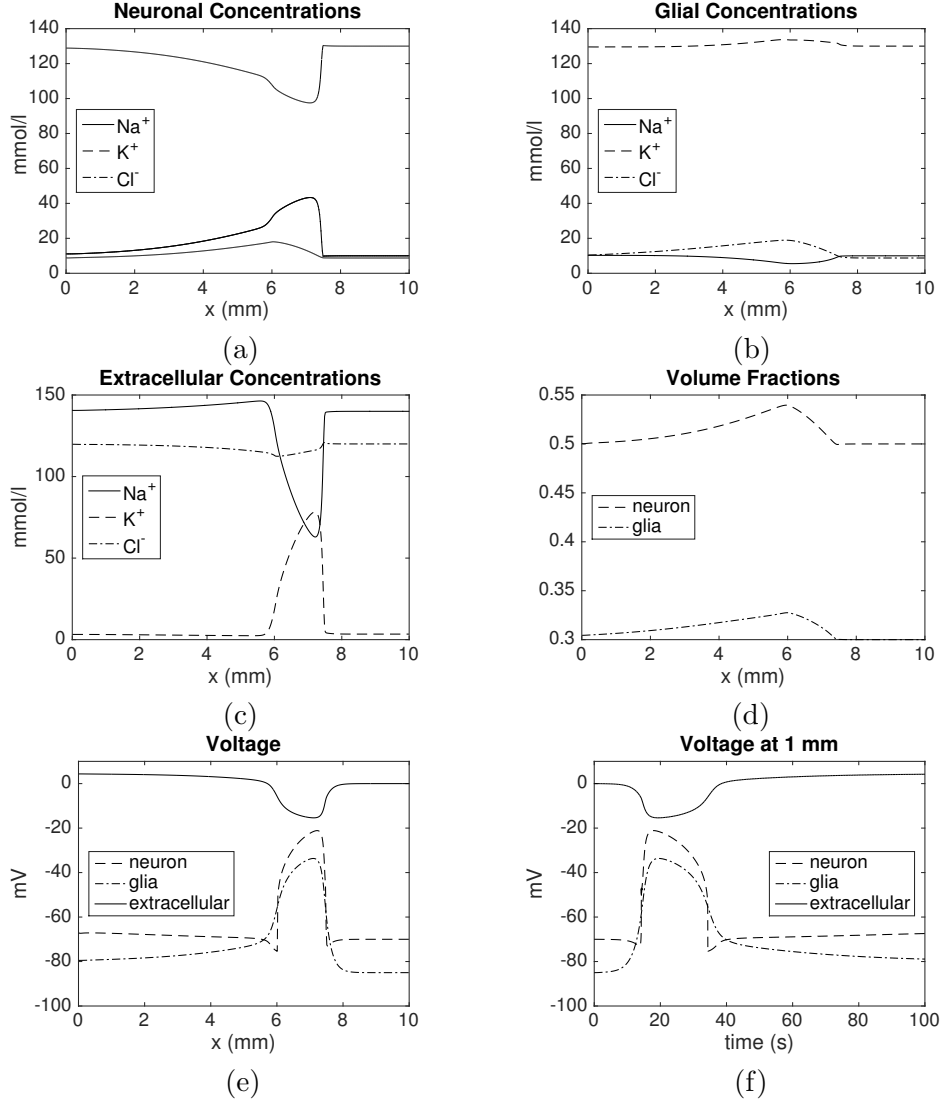 Neuronal Concentrations
140
120
100
80
60
40
20
0
mmol/l
Na+
K+
Cl-
0 2 4 6 8 10
x (mm)
(a)
Glial Concentrations
140
120
100
80
60
40
20
0
mmol/l
Na+
K+
Cl-
0 2 4 6 8 10
x (mm)
(b)
Extracellular Concentrations
150
100
50
0
mmol/l
Na+
K+
Cl-
0 2 4 6 8 10
x (mm)
(c)
Volume Fractions
0.55
0.5
0.45
0.4
0.35
0.3
neuron
glia
0 2 4 6 8 10
x (mm)
(d)
Voltage
0
-20
-40
-60
-80
-100
mV
neuron
glia
extracellular
0 2 4 6 8 10
x (mm)
(e)
Voltage at 1 mm
0
-20
-40
-60
-80
-100
mV
neuron
glia
extracellular
0 20 40 60 80 100
time (s)
(f)